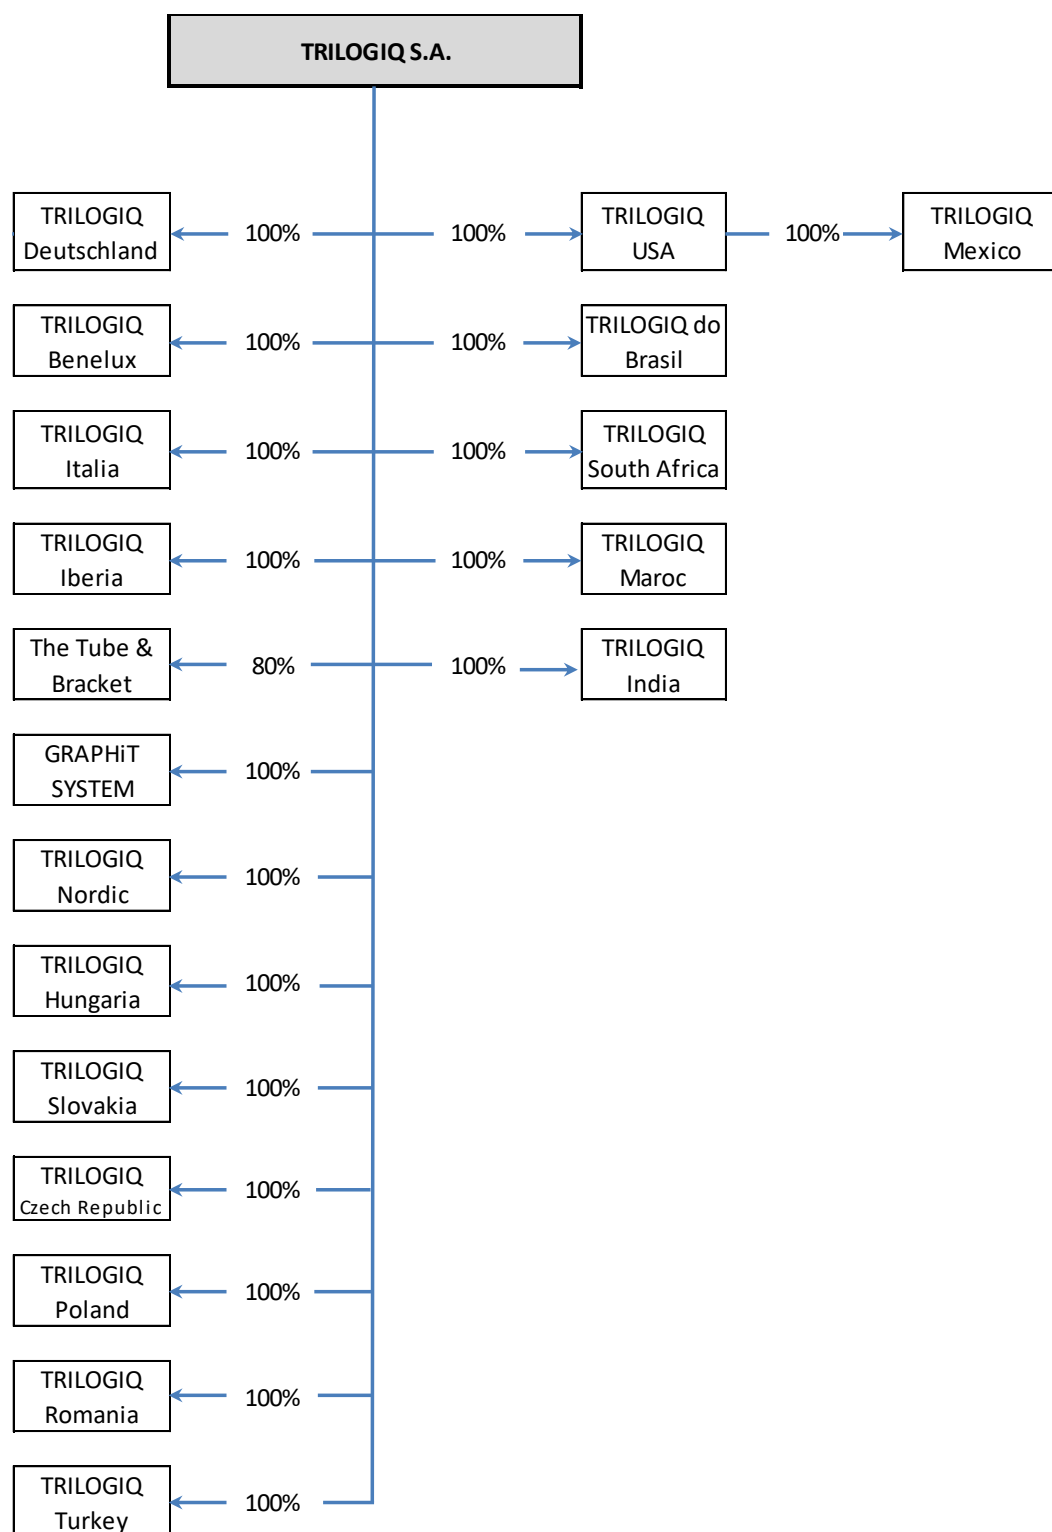 TRILOGIQ S.A.
TRILOGIQ
Deutschland
100%
100%
TRILOGIQ
USA
100%
TRILOGIQ
Mexico
TRILOGIQ
Benelux
100%
100%
TRILOGIQ do
Brasil
TRILOGIQ
Italia
100%
100%
TRILOGIQ
South Africa
TRILOGIQ
Iberia
100%
100%
TRILOGIQ
Maroc
The Tube &
Bracket
80%
100%
TRILOGIQ
India
GRAPHiT
SYSTEM
100%
TRILOGIQ
Nordic
100%
TRILOGIQ
Hungaria
100%
TRILOGIQ
Slovakia
100%
TRILOGIQ
Czech Republic
100%
TRILOGIQ
Poland
100%
TRILOGIQ
Romania
100%
TRILOGIQ
Turkey
100%